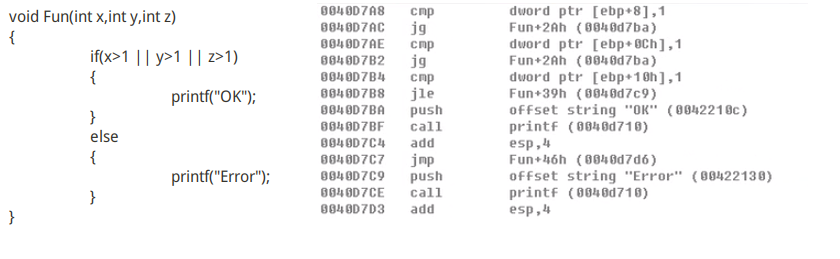 void Fun(int x,int y,int z)
{
if(x>1 || y>1 || z>1)
{
printf("OK");
}
else
{
printf("Error");
}
}
0040D7A8 cmp dword ptr [ebp+8],1
0040D7AC jg Fun+2Ah (0040d7ba)
0040D7AE cmp dword ptr [ebp+0Ch],1
0040D7B2 jg Fun+2Ah (0040d7ba)
0040D7B4 cmp dword ptr [ebp+10h],1
0040D7B8 jle Fun+39h (0040d7c9)
0040D7BA push offset string "OK" (0042210c)
0040D7BF call printf (0040d710)
0040D7C4 add esp,4
0040D7C7 jmp Fun+46h (0040d7d6)
0040D7C9 push offset string "Error" (00422130)
0040D7CE call printf (0040d710)
0040D7D3 add esp,4